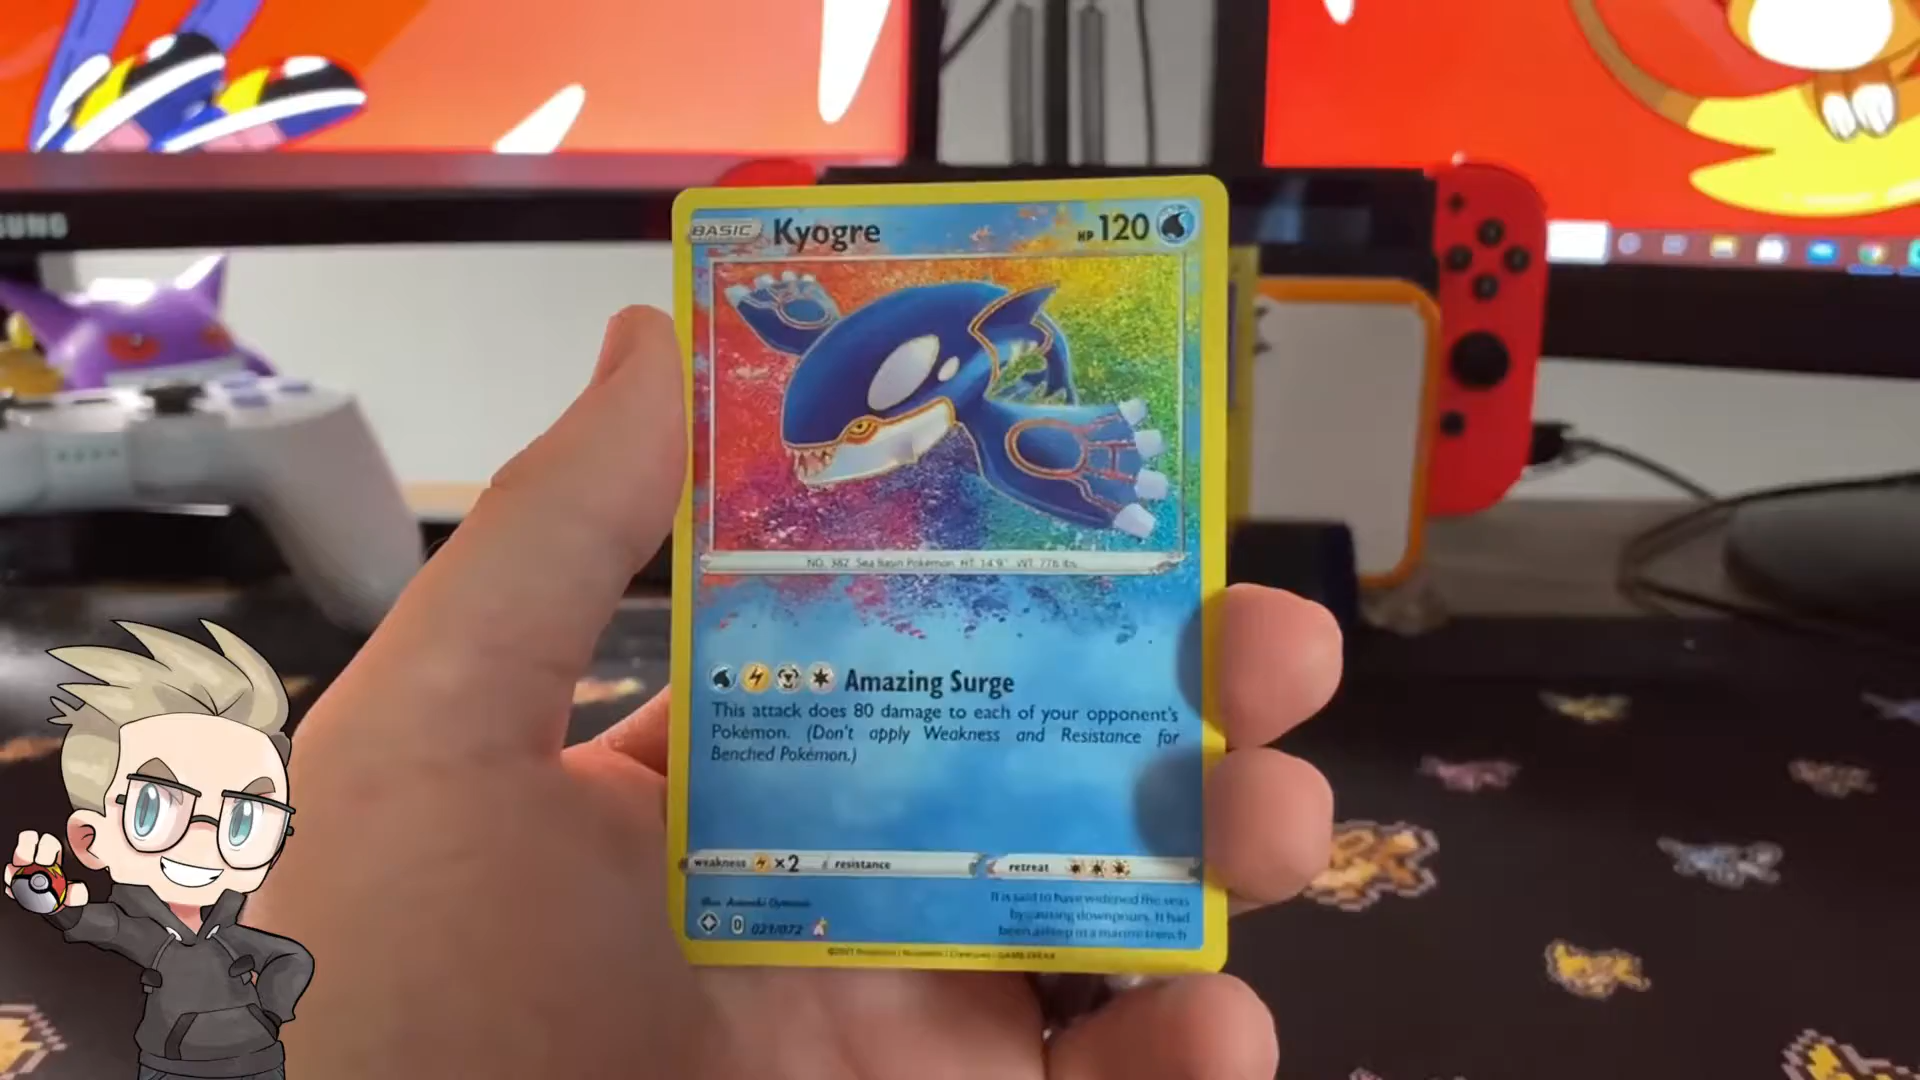 SUNG
BASIC Kyogre HP 120
NO. 382 Sea Basin Pokémon HT: 14'9" WT: 776 lbs.
Amazing Surge
This attack does 80 damage to each of your opponent's
Pokémon. (Don't apply Weakness and Resistance for
Benched Pokémon.)
weakness ×2 resistance retreat
It is said to have widened the seas
by causing downpours. It had
been asleep in a marine trench
D 021/072